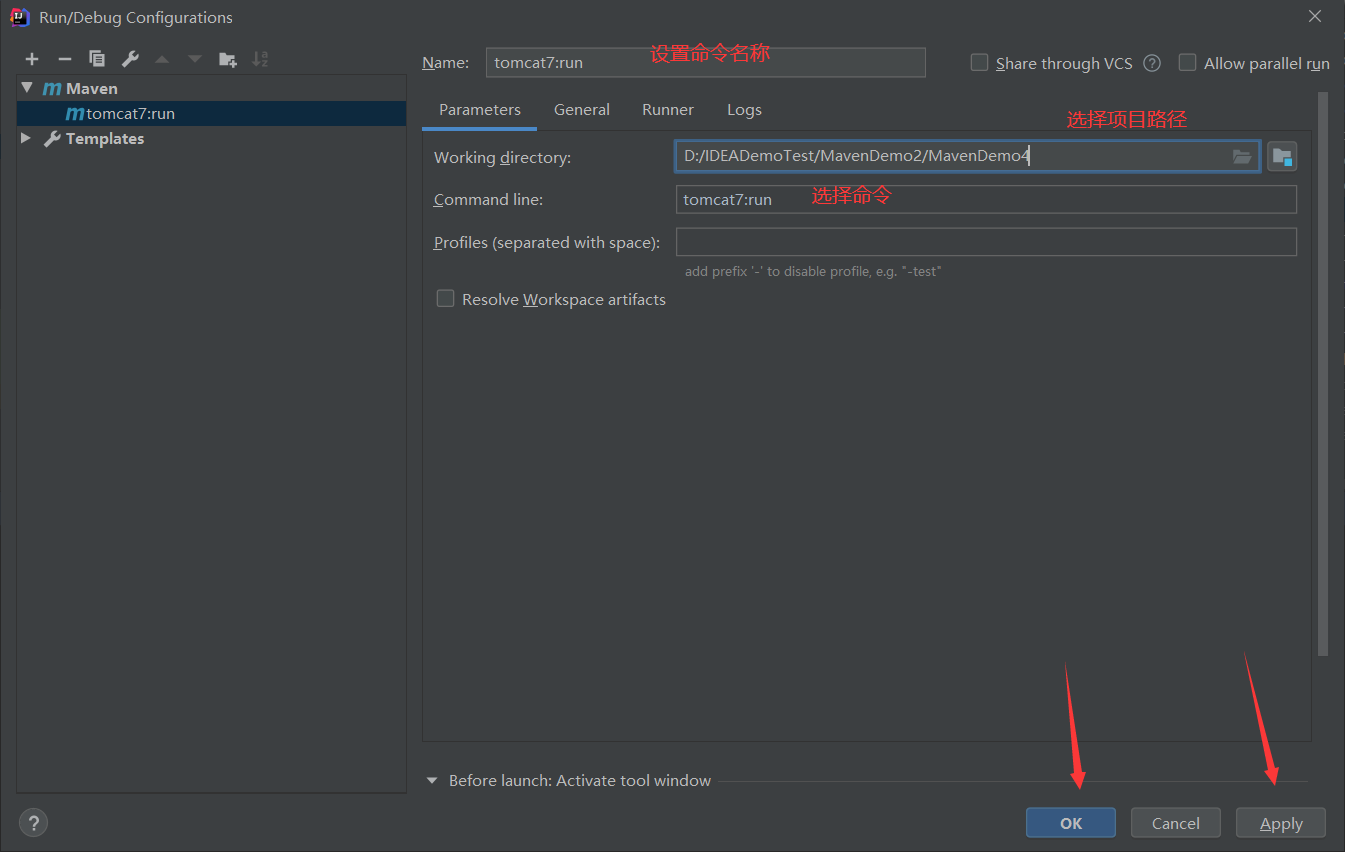 Run/Debug Configurations
Maven
tomcat7:run
Templates
Name:
tomcat7:run
设置命令名称
Share through VCS
Allow parallel run
Parameters
General
Runner
Logs
选择项目路径
Working directory:
D:/IDEADemoTest/MavenDemo2/MavenDemo4
Command line:
tomcat7:run
选择命令
Profiles (separated with space):
add prefix '-' to disable profile, e.g. "-test"
Resolve Workspace artifacts
Before launch: Activate tool window
OK
Cancel
Apply